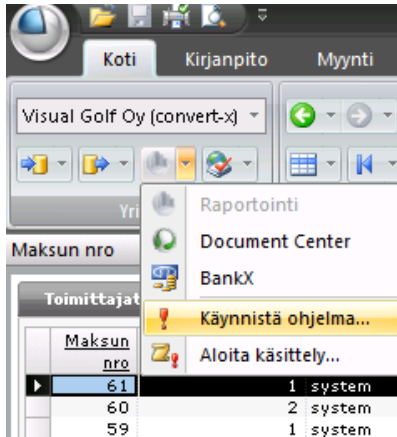 Koti Kirjanpito Myynti
Visual Golf Oy (convert-x)
Yri
Raportointi
Maksun nro
Document Center
BankX
Toimittajat
Käynnistä ohjelma...
Maksun
nro
Aloita käsittely...
61 1 system
60 2 system
59 1 system